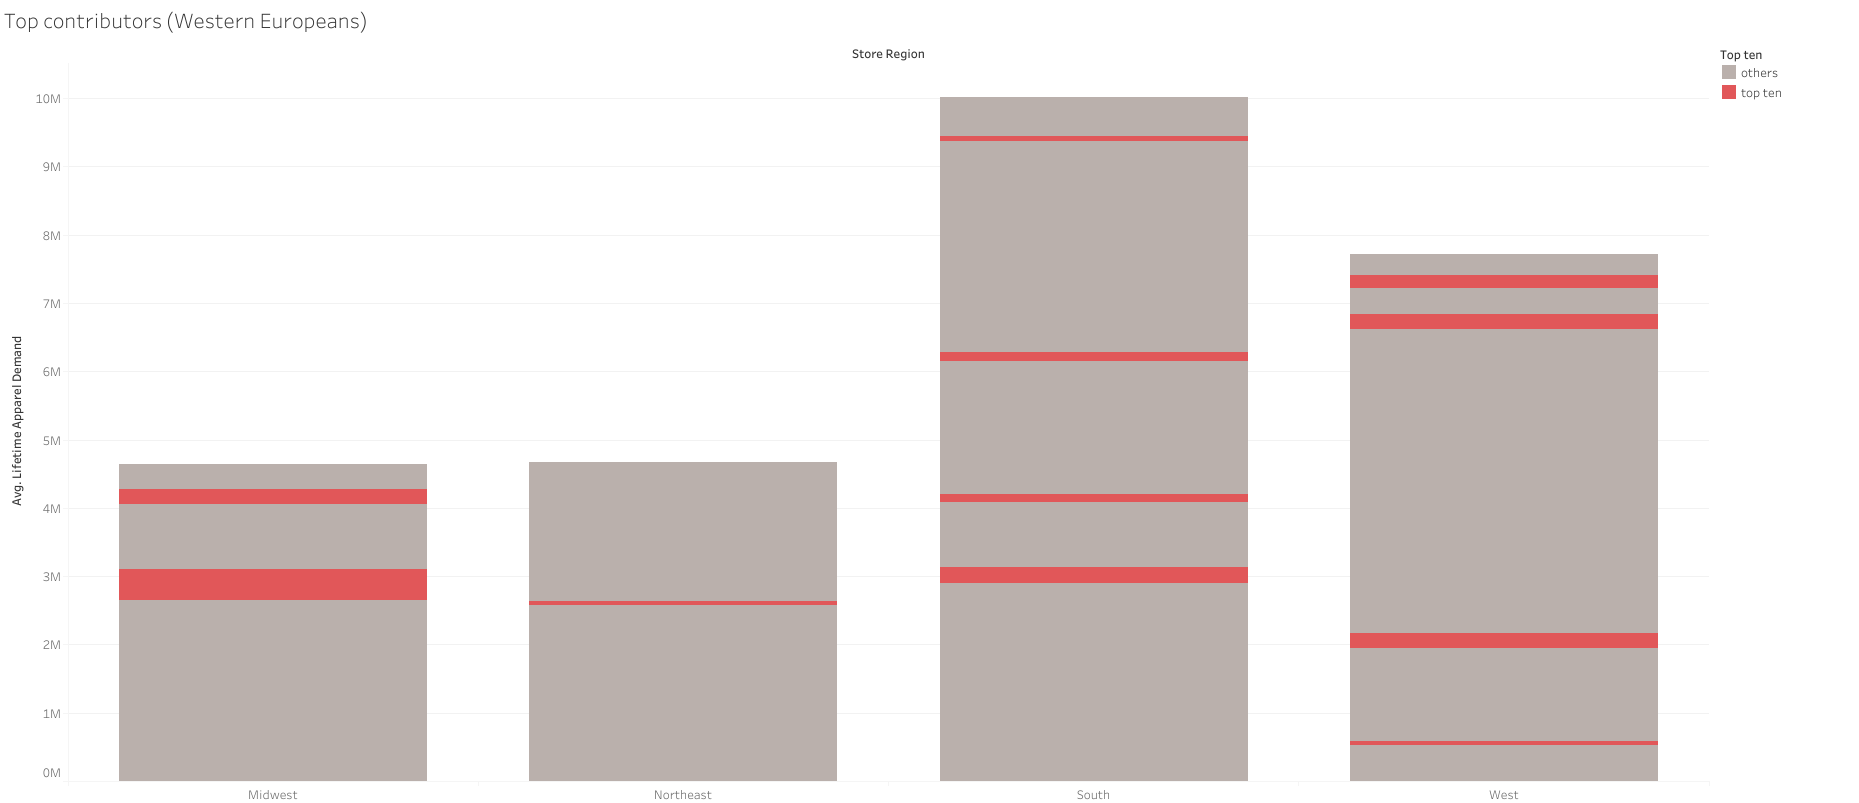 Top contributors (Western Europeans)
Store Region
Top ten
others
top ten
10M
9M
8M
7M
6M
5M
4M
3M
2M
1M
0M
Avg. Lifetime Apparel Demand
Midwest
Northeast
South
West